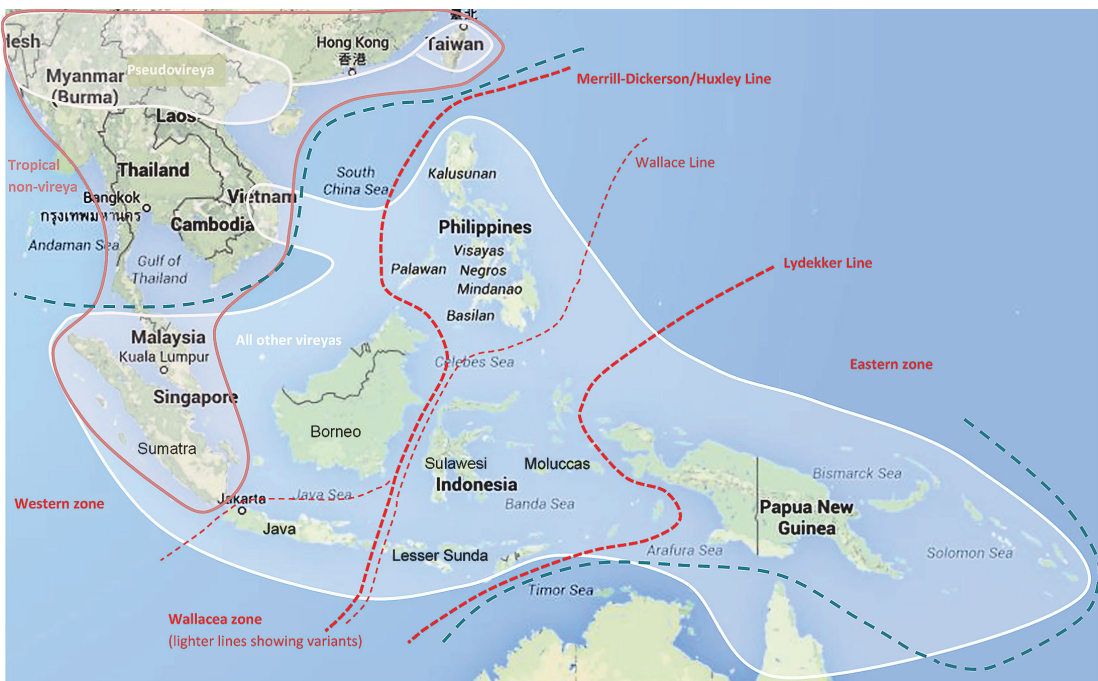 desh
臺北
Taiwan
Hong Kong
香港
Myanmar
(Burma)
Pseudovireya
Laos
Merrill-Dickerson/Huxley Line
Tropical
non-vireya
Thailand
Wallace Line
South
China Sea
Kalusunan
Bangkok
กรุงเทพมหานคร
Vietnam
Cambodia
Philippines
Andaman Sea
Gulf of
Thailand
Visayas
Palawan
Negros
Mindanao
Lydekker Line
Basilan
Malaysia
Kuala Lumpur
All other vireyas
Celebes Sea
Eastern zone
Singapore
Borneo
Sumatra
Sulawesi
Moluccas
Indonesia
Bismarck Sea
Western zone
Jakarta
Java Sea
Banda Sea
Papua New
Guinea
Java
Lesser Sunda
Arafura Sea
Solomon Sea
Timor Sea
Wallacea zone
(lighter lines showing variants)